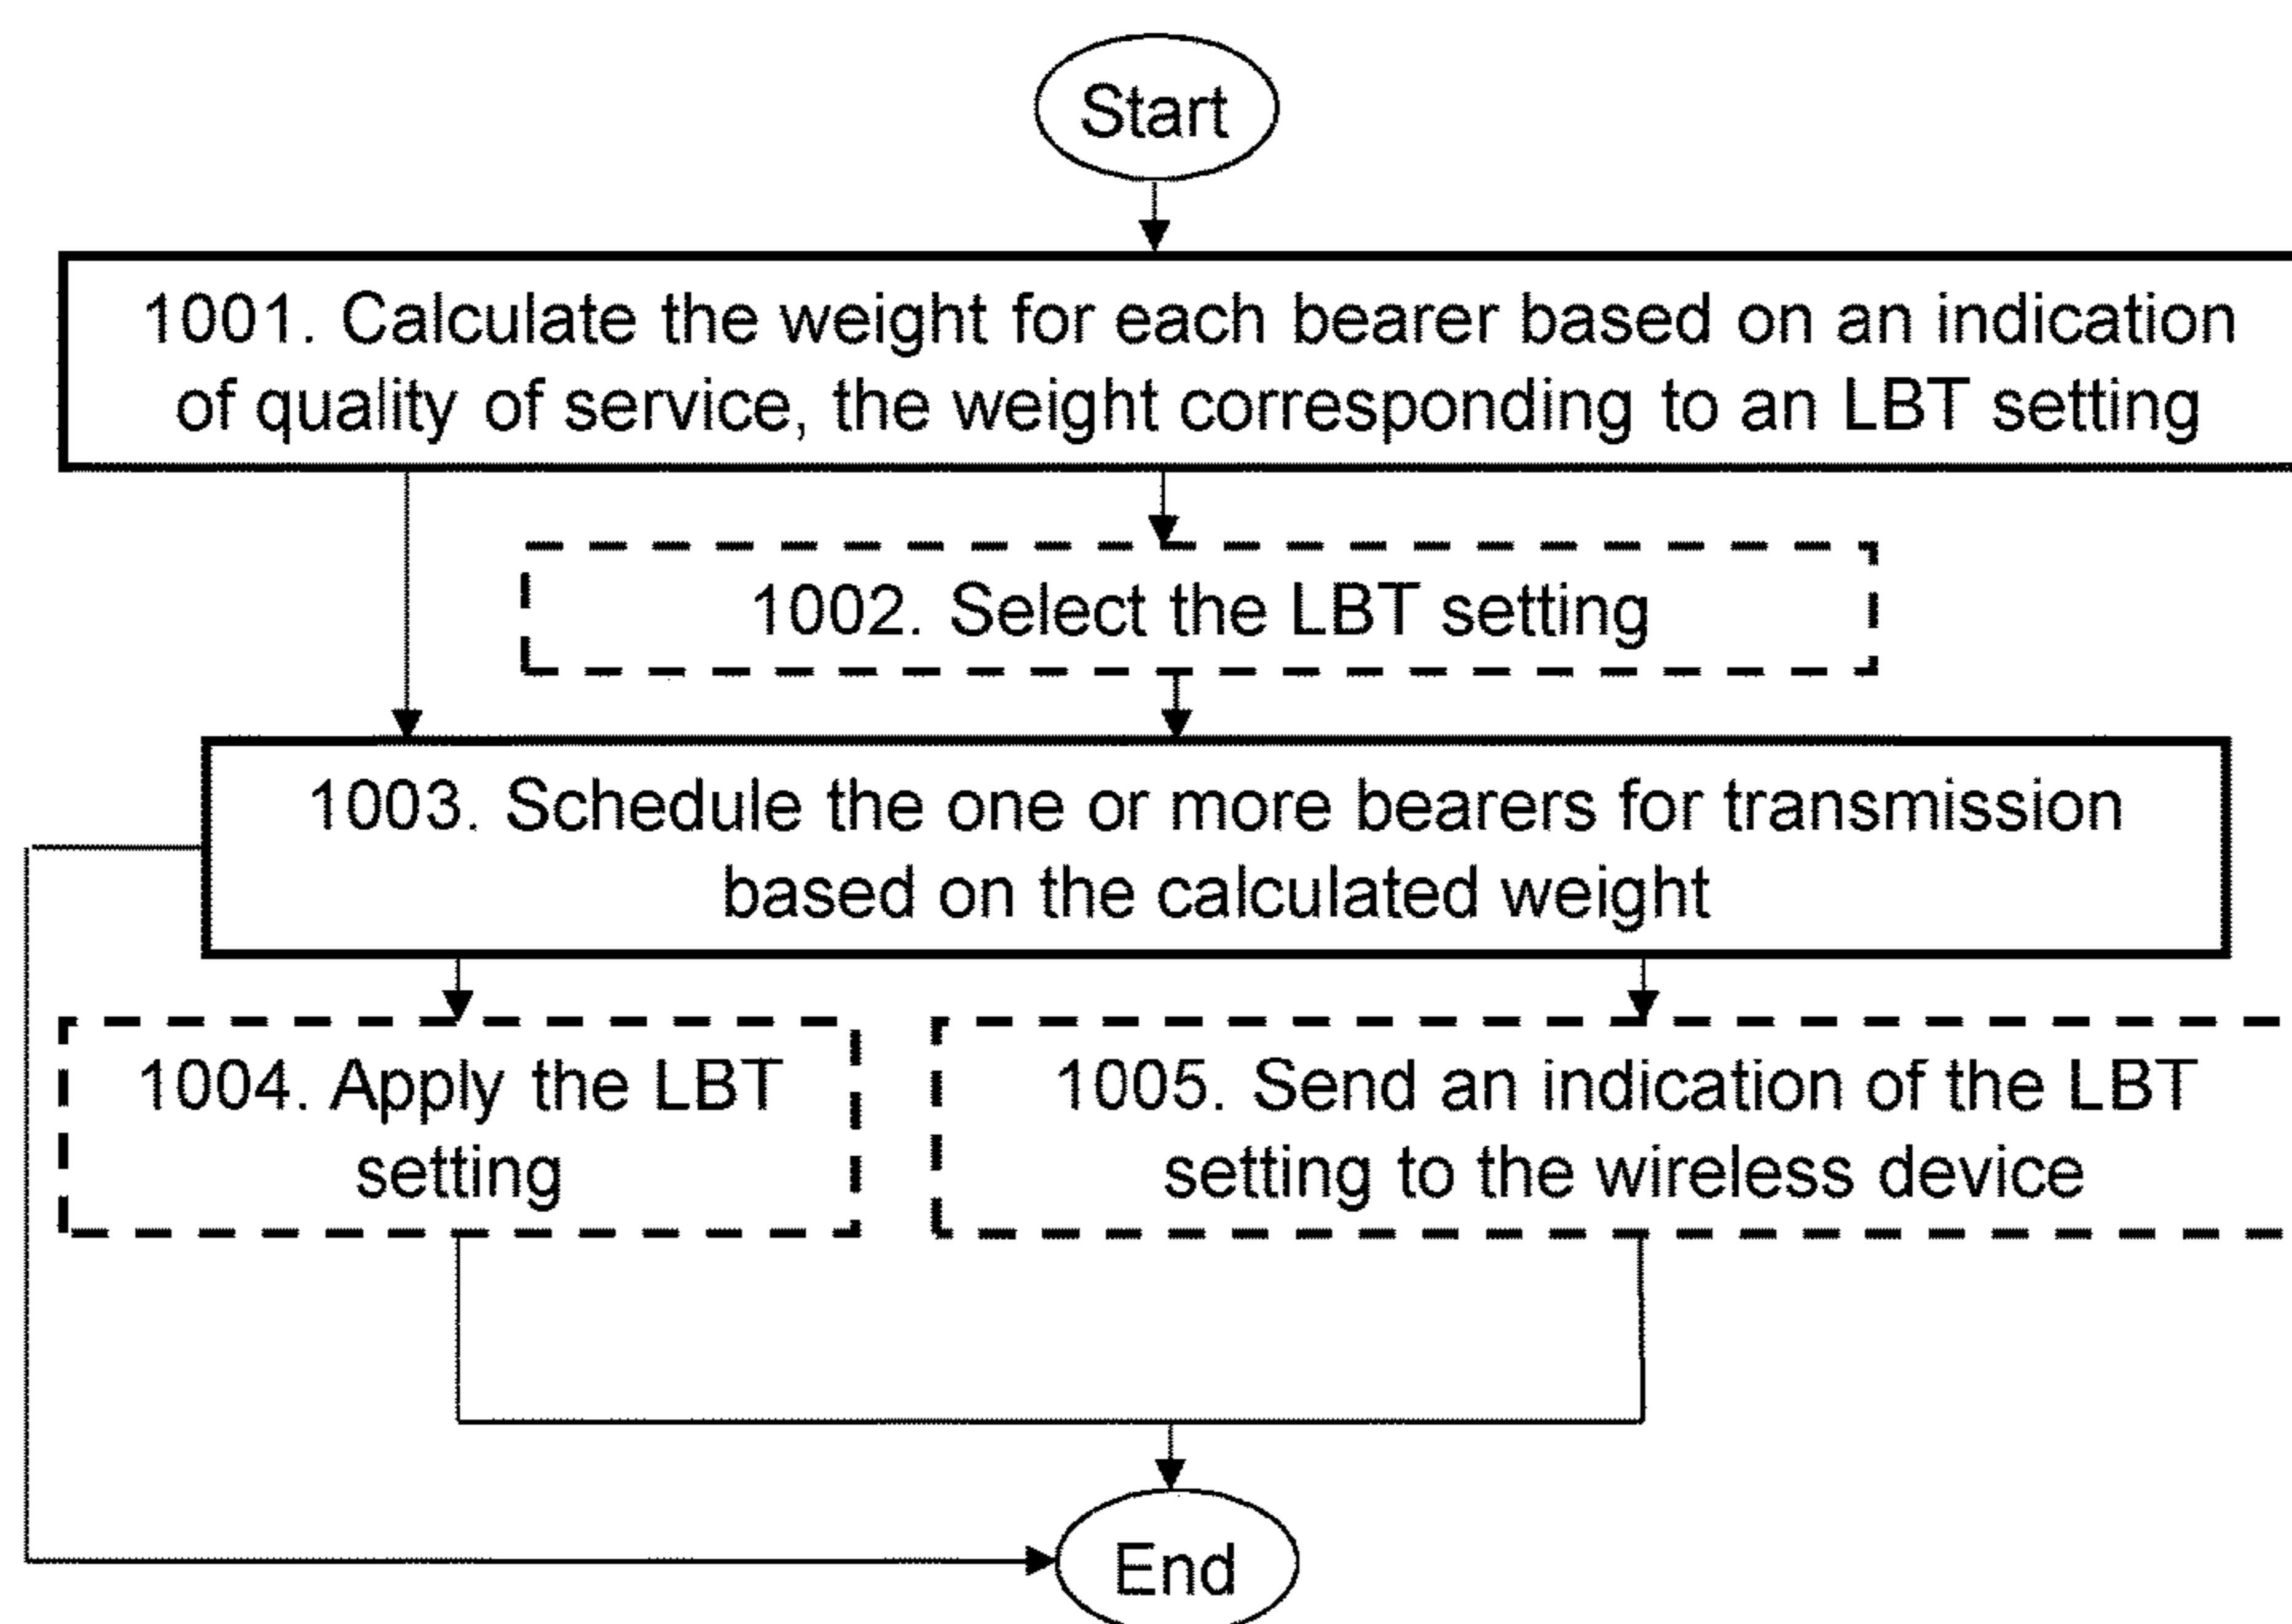 Start
1001. Calculate the weight for each bearer based on an indication
of quality of service, the weight corresponding to an LBT setting
1002. Select the LBT setting
1003. Schedule the one or more bearers for transmission
based on the calculated weight
1004. Apply the LBT
setting
1005. Send an indication of the LBT
setting to the wireless device
End